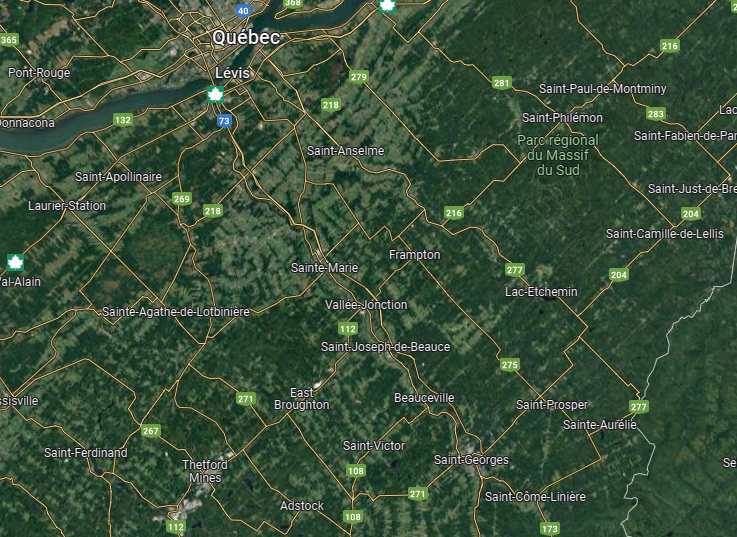 368
40
365
Québec
216
Pont-Rouge
Lévis
279
281
Saint-Paul-de-Montminy
218
283
132
73
Saint-Philémon
Donnacona
Saint-Fabien-de-Pan
Parc régional
du Massif
du Sud
Saint-Anselme
Saint-Apollinaire
269
Saint-Just-de-Bre
Laurier-Station
218
216
204
Saint-Camille-de-Lellis
Frampton
Sainte-Marie
277
204
Val-Alain
Lac-Etchemin
Vallée-Jonction
Sainte-Agathe-de-Lotbinière
112
Saint-Joseph-de-Beauce
275
East
Broughton
271
Beauceville
Saint-Prosper
277
ssisville
Sainte-Aurélie
267
Saint-Victor
Saint-Ferdinand
Saint-Georges
Thetford
Mines
108
271
Saint-Côme-Linière
Adstock
108
112
173